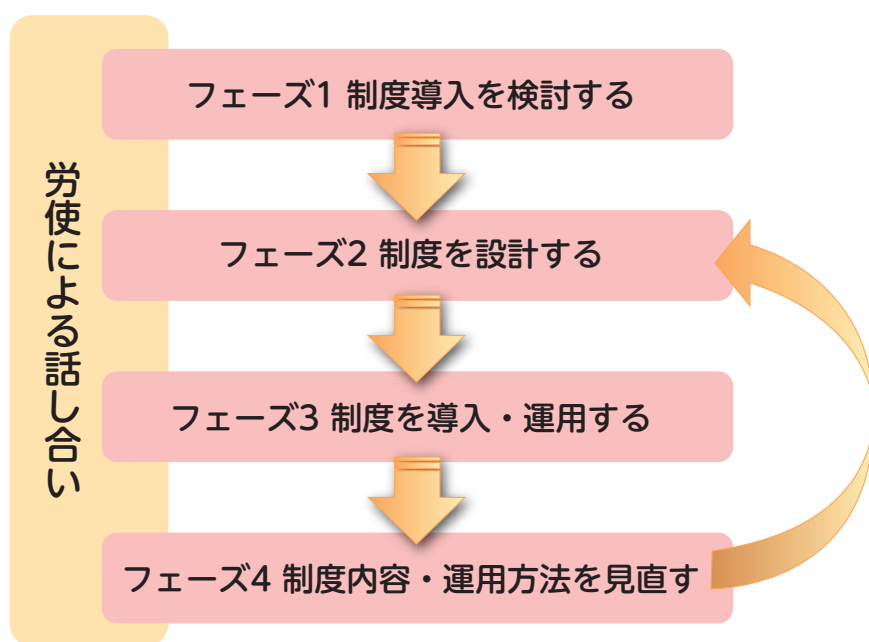 労使による話し合い
フェーズ1 制度導入を検討する
フェーズ2 制度を設計する
フェーズ3 制度を導入・運用する
フェーズ4 制度内容・運用方法を見直す